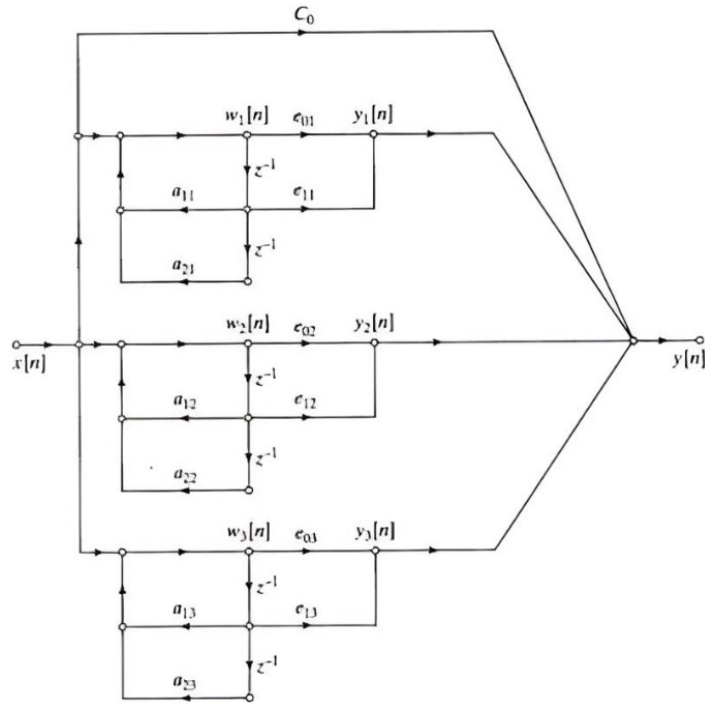 C₀
w₁[n] e₀₁ y₁[n]
z⁻¹
a₁₁ e₁₁
z⁻¹
a₂₁
w₂[n] e₀₂ y₂[n]
x[n] y[n]
z⁻¹
a₁₂ e₁₂
z⁻¹
a₂₂
w₃[n] e₀₃ y₃[n]
z⁻¹
a₁₃ e₁₃
z⁻¹
a₂₃